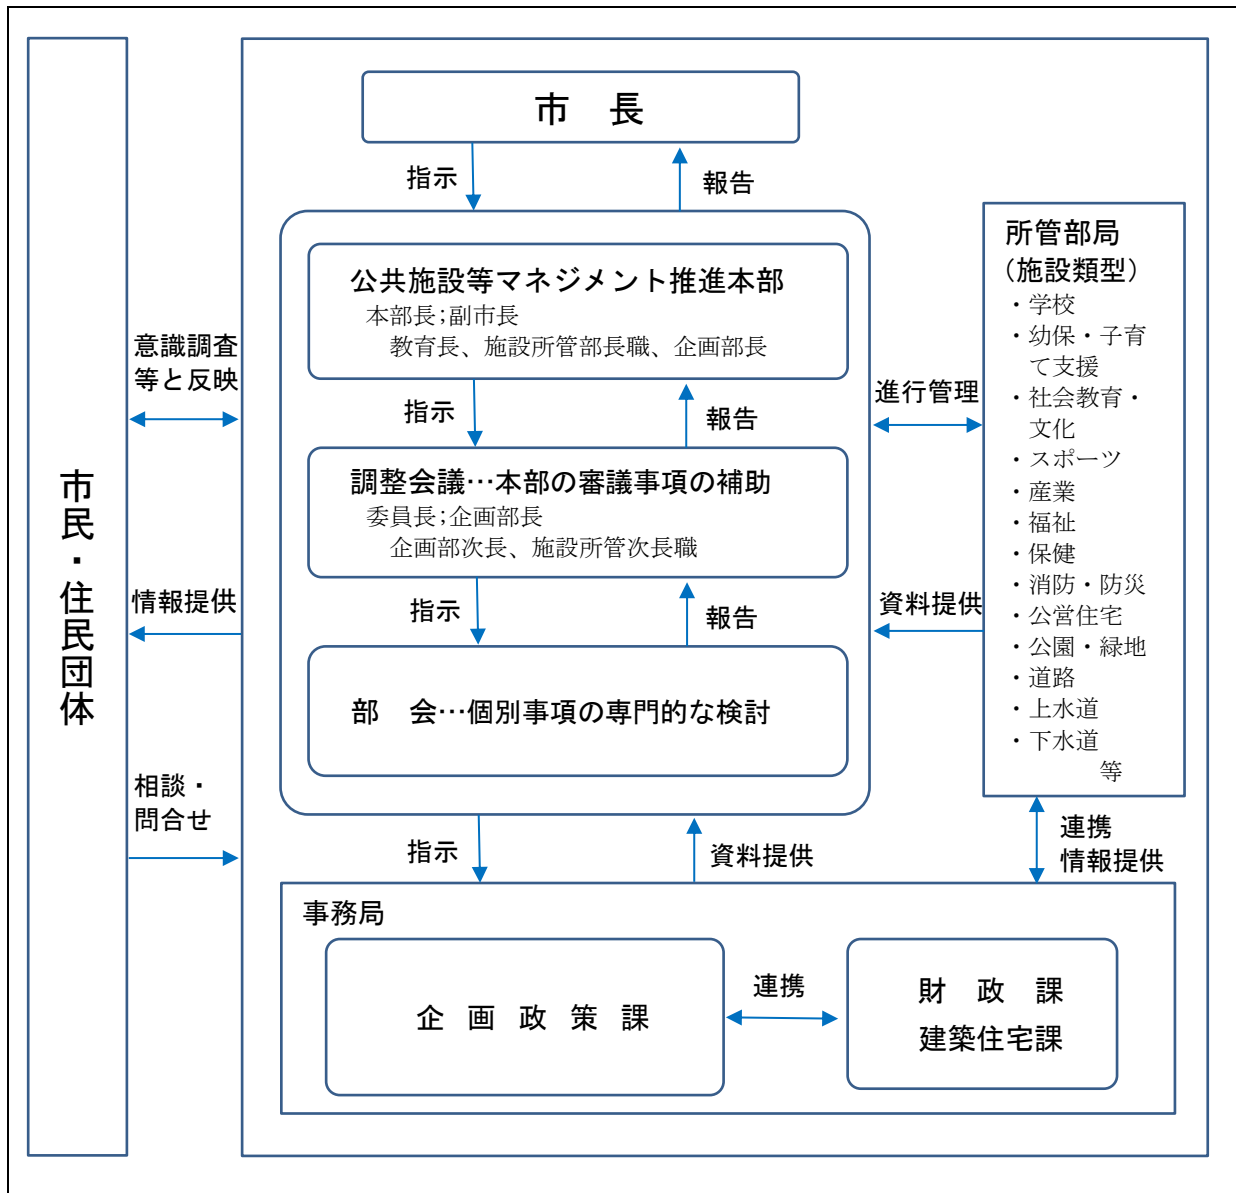 市民・住民団体
意識調査
等と反映
情報提供
相談・
問合せ
市　長
指示
報告
公共施設等マネジメント推進本部
本部長;副市長
教育長、施設所管部長職、企画部長
指示
報告
調整会議…本部の審議事項の補助
委員長;企画部長
企画部次長、施設所管次長職
指示
報告
部　会…個別事項の専門的な検討
進行管理
資料提供
所管部局
（施設類型）
・学校
・幼保・子育
て支援
・社会教育・
文化
・スポーツ
・産業
・福祉
・保健
・消防・防災
・公営住宅
・公園・緑地
・道路
・上水道
・下水道
等
指示
資料提供
連携
情報提供
事務局
企 画 政 策 課
連携
財　政　課
建築住宅課